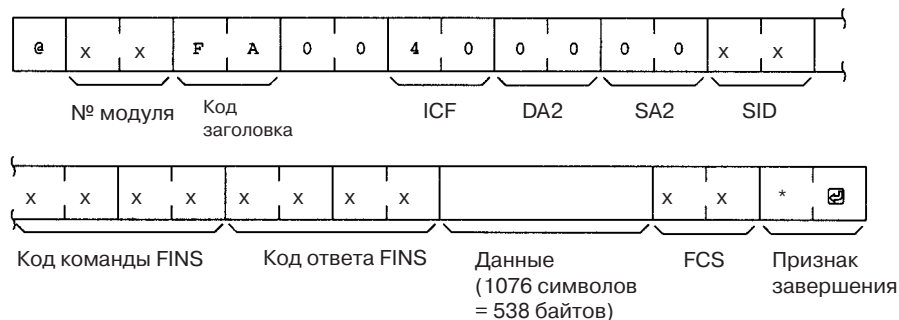 @ x x F A 0 0 4 0 0 0 0 0 x x
№ модуля Код заголовка ICF DA2 SA2 SID
x x x x x x x x x x * ↵
Код команды FINS Код ответа FINS Данные (1076 символов = 538 байтов) FCS Признак завершения